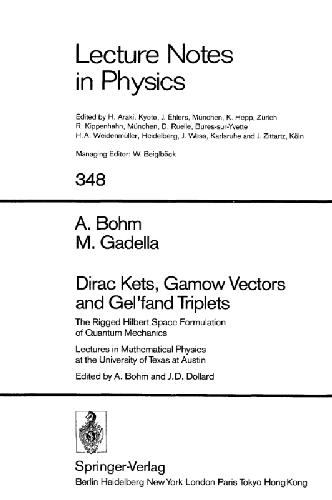 Lecture Notes
in Physics
Edited by H. Araki, Kyoto, J. Ehlers, München, K. Hepp, Zürich
R. Kippenhahn, München, D. Ruelle, Bures-sur-Yvette
H.A. Weidenmüller, Heidelberg, J. Wess, Karlsruhe and J. Zittartz, Köln
Managing Editor: W. Beiglböck
348
A. Bohm
M. Gadella
Dirac Kets, Gamow Vectors
and Gel'fand Triplets
The Rigged Hilbert Space Formulation
of Quantum Mechanics
Lectures in Mathematical Physics
at the University of Texas at Austin
Edited by A. Bohm and J.D. Dollard
Springer-Verlag
Berlin Heidelberg New York London Paris Tokyo Hong Kong